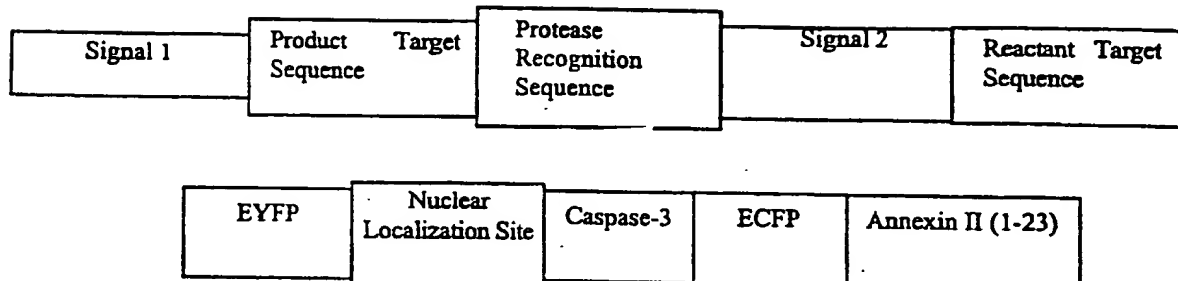 Signal 1
Product Target
Sequence
Protease
Recognition
Sequence
Signal 2
Reactant Target
Sequence
EYFP
Nuclear
Localization Site
Caspase-3
ECFP
Annexin II (1-23)